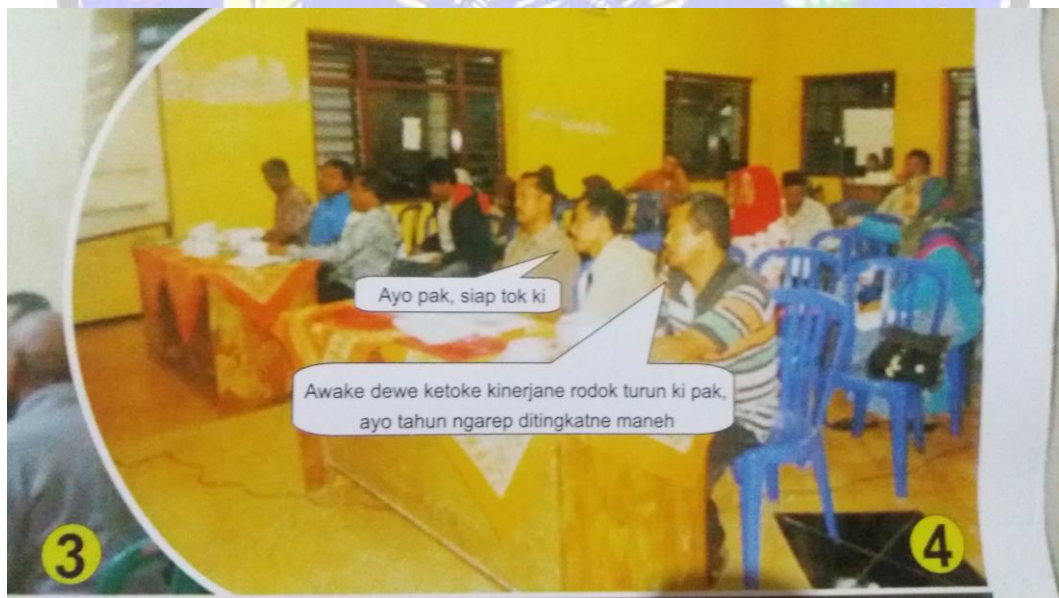 Ayo pak, siap tok ki
Awake dewe ketoke kinerjane rodok turun ki pak,
ayo tahun ngarep ditingkatne maneh
3
4